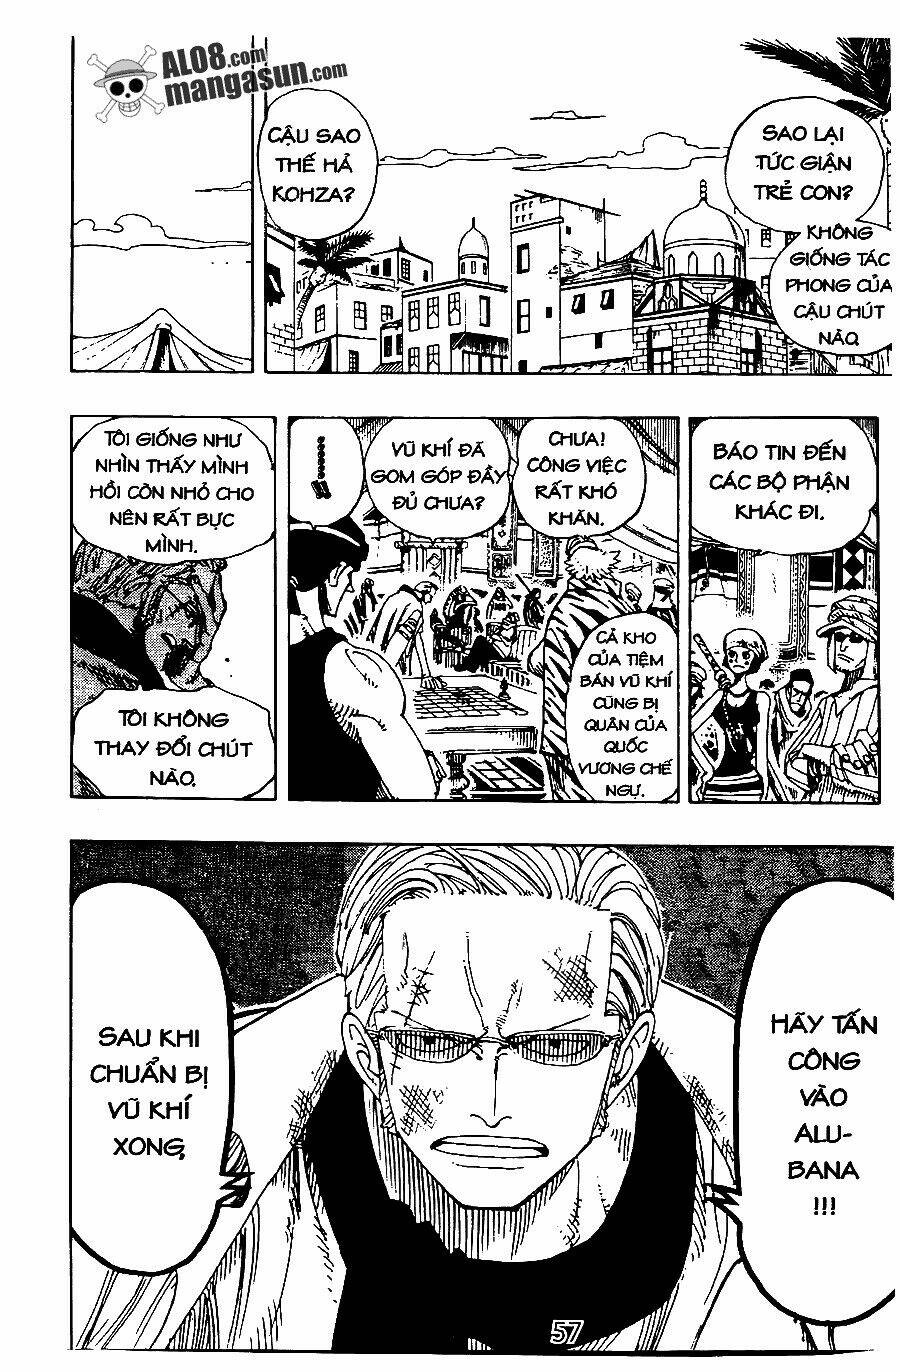 AL08.com
mangasun.com
CẬU SAO
THẾ HẢ
KOHZA?
SAO LẠI
TỨC GIẬN
TRẺ CON?
KHÔNG
GIỐNG TÁC
PHONG CỦA
CẬU CHÚT
NÀO.
TÔI GIỐNG NHƯ
NHÌN THẤY MÌNH
HỒI CÒN NHỎ CHO
NÊN RẤT BỰC
MÌNH.
TÔI KHÔNG
THAY ĐỔI CHÚT
NÀO.
........!!
VŨ KHÍ ĐÃ
GOM GÓP ĐẦY
ĐỦ CHƯA?
CHƯA!
CÔNG VIỆC
RẤT KHÓ
KHĂN.
CẢ KHO
CỦA TIỆM
BÁN VŨ KHÍ
CŨNG BỊ
QUÂN CỦA
QUỐC
VƯƠNG CHẾ
NGỰ.
BÁO TIN ĐẾN
CÁC BỘ PHẬN
KHÁC ĐI.
SAU KHI
CHUẨN BỊ
VŨ KHÍ
XONG,
HÃY TẤN
CÔNG
VÀO
ALU-
BANA
!!!
57